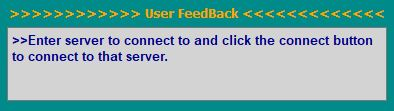 >>>>>>>>>>>> User FeedBack <<<<<<<<<<<<<
>>Enter server to connect to and click the connect button
to connect to that server.